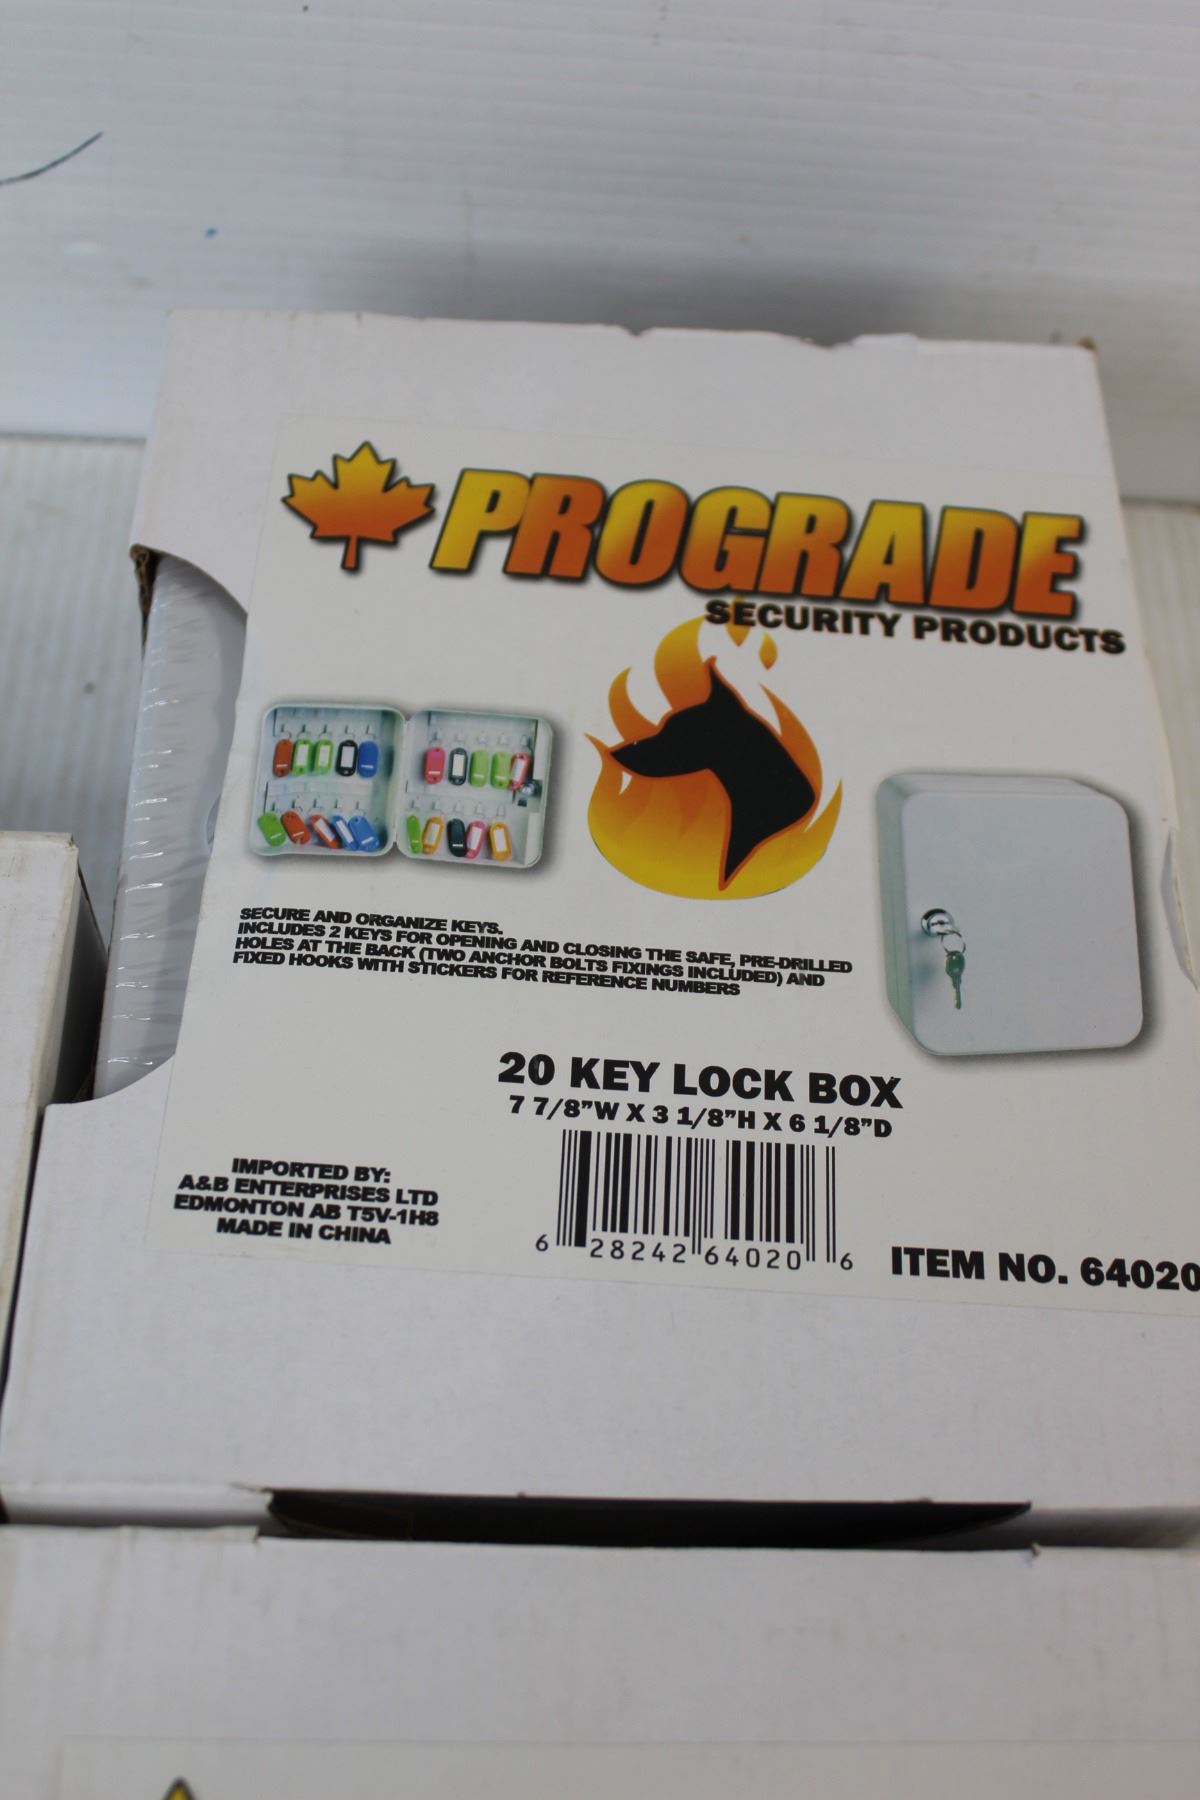 PROGRADE
SECURITY PRODUCTS
SECURE AND ORGANIZE KEYS.
INCLUDES 2 KEYS FOR OPENING AND CLOSING THE SAFE, PRE-DRILLED
HOLES AT THE BACK (TWO ANCHOR BOLTS FIXINGS INCLUDED) AND
FIXED HOOKS WITH STICKERS FOR REFERENCE NUMBERS
20 KEY LOCK BOX
7 7/8”W X 3 1/8”H X 6 1/8”D
IMPORTED BY:
A&B ENTERPRISES LTD
EDMONTON AB T5V-1H8
MADE IN CHINA
6 28242 64020 6
ITEM NO. 64020